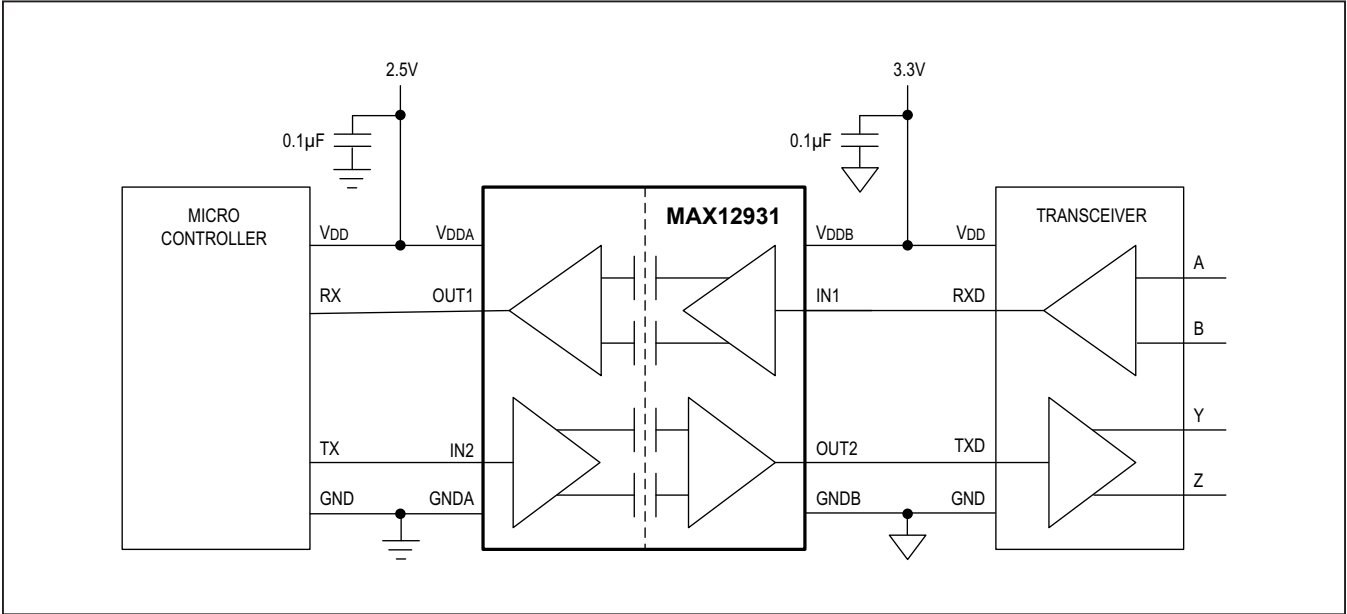 2.5V
3.3V
0.1µF
0.1µF
MICRO
CONTROLLER
MAX12931
TRANSCEIVER
VDD
VDDA
VDDB
VDD
A
RX
OUT1
IN1
RXD
B
Y
TX
IN2
OUT2
TXD
Z
GND
GNDA
GNDB
GND